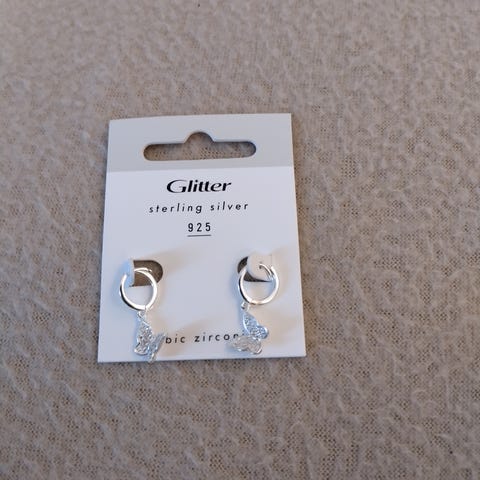 Glitter
sterling silver
925
bic zircon